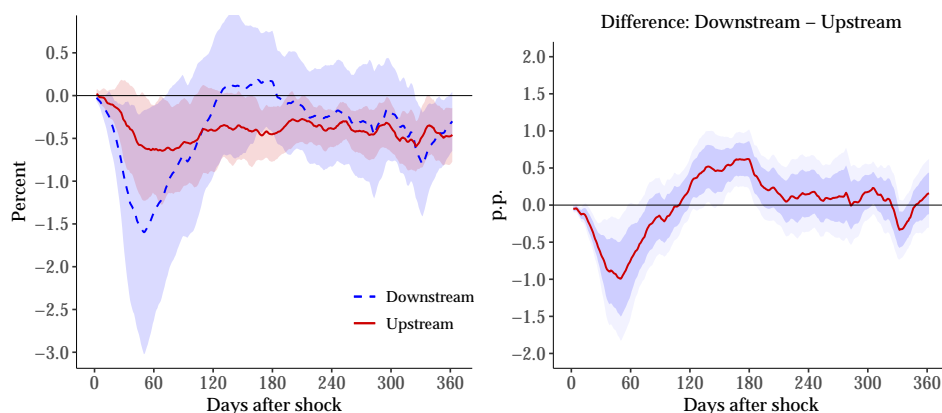 Difference: Downstream – Upstream
Percent
0.5
0.0
−0.5
−1.0
−1.5
−2.0
−2.5
−3.0
Downstream
Upstream
0 60 120 180 240 300 360
Days after shock
p.p.
2.0
1.5
1.0
0.5
0.0
−0.5
−1.0
−1.5
−2.0
0 60 120 180 240 300 360
Days after shock